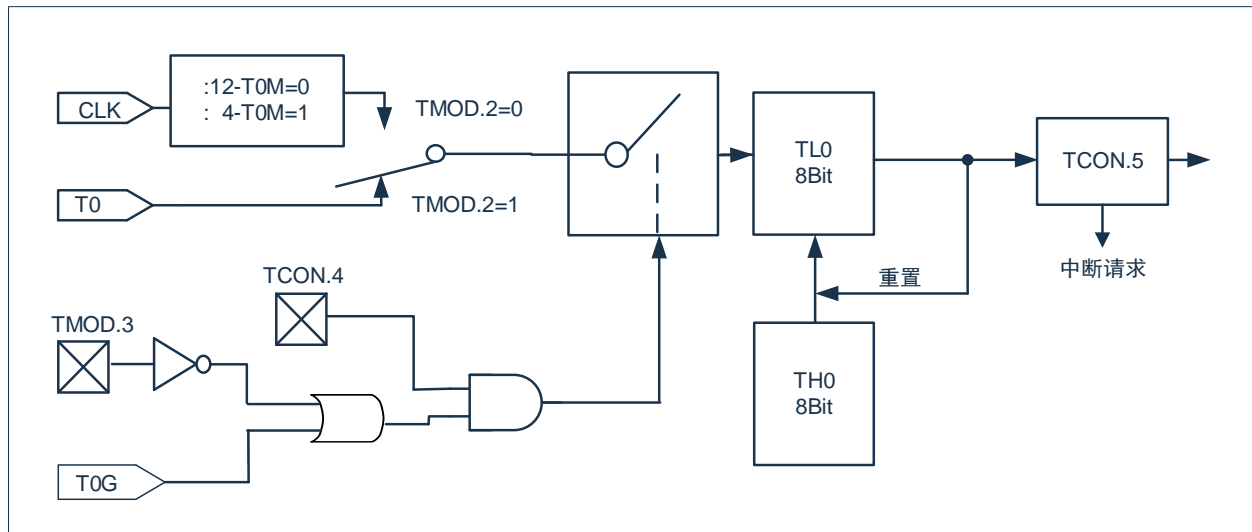 :12-T0M=0
: 4-T0M=1
CLK
TMOD.2=0
T0
TMOD.2=1
TL0
8Bit
TCON.5
中断请求
重置
TCON.4
TMOD.3
TH0
8Bit
T0G